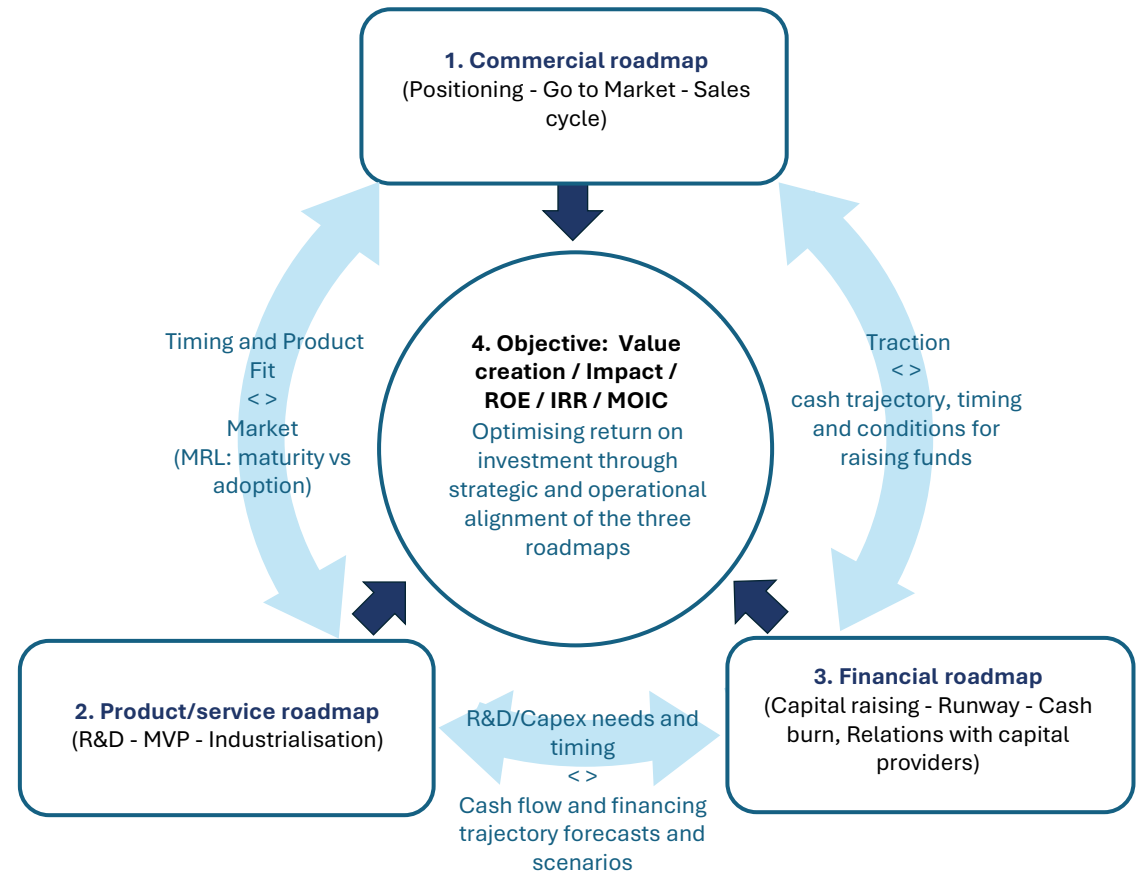 1. Commercial roadmap
(Positioning - Go to Market - Sales
cycle)
Timing and Product
Fit
< >
Market
(MRL: maturity vs
adoption)
4. Objective:  Value
creation / Impact /
ROE / IRR / MOIC
Optimising return on
investment through
strategic and operational
alignment of the three
roadmaps
Traction
< >
cash trajectory, timing
and conditions for
raising funds
2. Product/service roadmap
(R&D - MVP - Industrialisation)
R&D/Capex needs and
timing
< >
Cash flow and financing
trajectory forecasts and
scenarios
3. Financial roadmap
(Capital raising - Runway - Cash
burn, Relations with capital
providers)